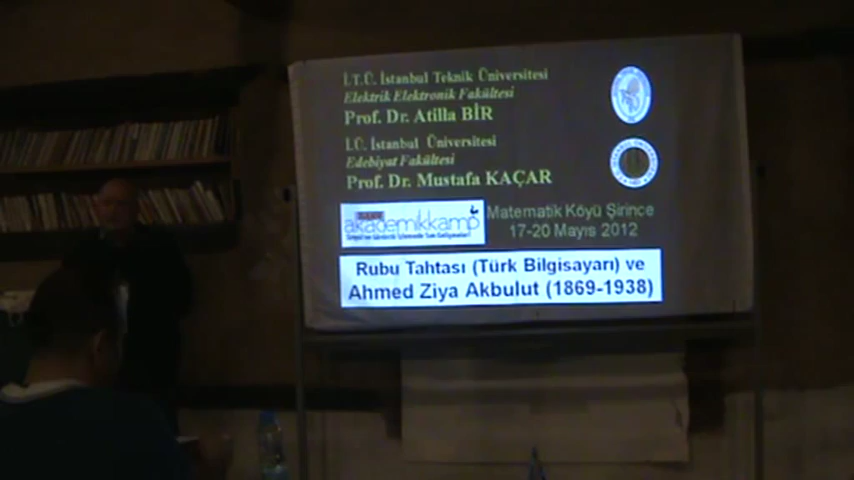 İ.T.Ü. İstanbul Teknik Üniversitesi
Elektrik Elektronik Fakültesi
Prof. Dr. Atilla BİR
İ.Ü. İstanbul Üniversitesi
Edebiyat Fakültesi
Prof. Dr. Mustafa KAÇAR
akademikkamp
Matematik Köyü Şirince
17-20 Mayıs 2012
Rubu Tahtası (Türk Bilgisayarı) ve
Ahmed Ziya Akbulut (1869-1938)